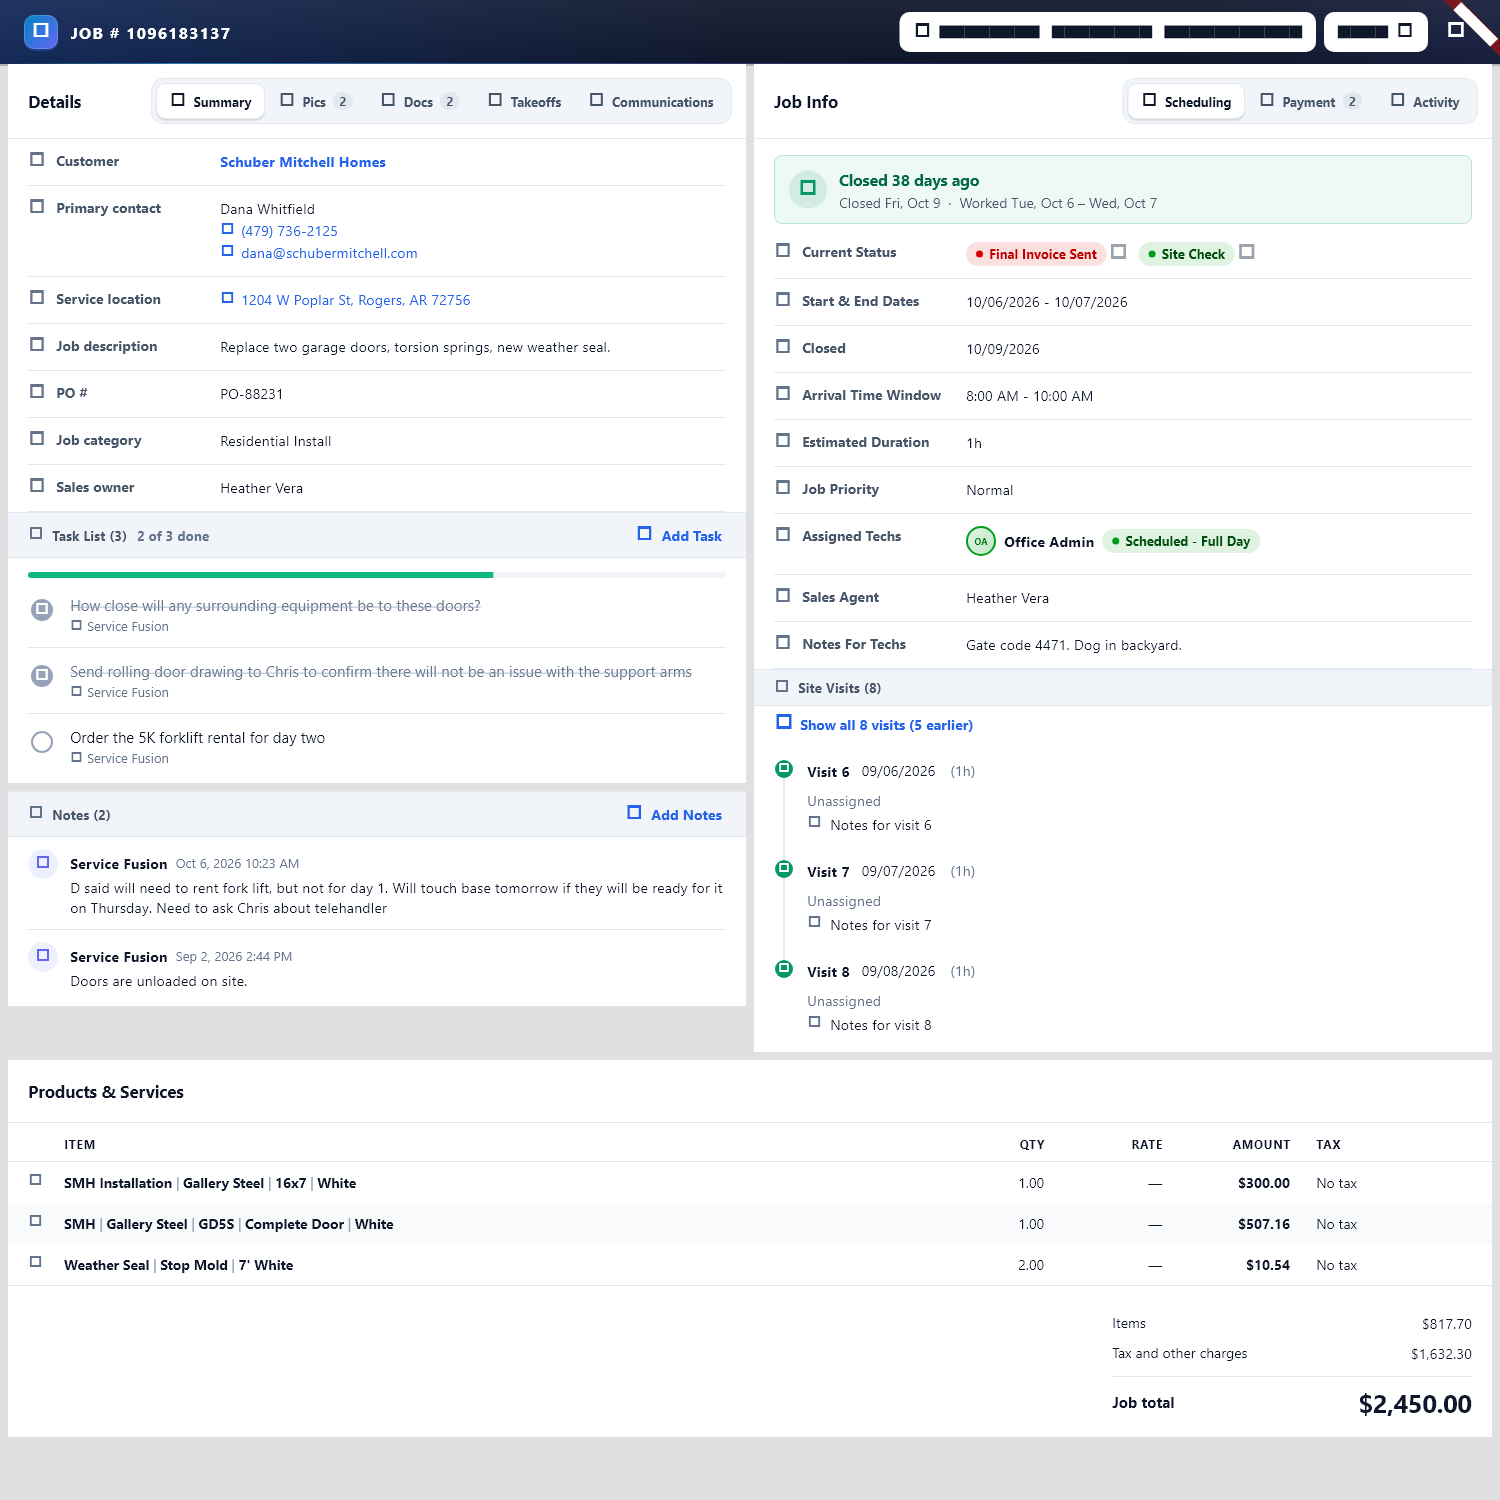 JOB # 1096183137
Details
Summary
Pics 2
Docs 2
Takeoffs
Communications
Customer
Schuber Mitchell Homes
Primary contact
Dana Whitfield
(479) 736-2125
dana@schubermitchell.com
Service location
1204 W Poplar St, Rogers, AR 72756
Job description
Replace two garage doors, torsion springs, new weather seal.
PO #
PO-88231
Job category
Residential Install
Sales owner
Heather Vera
Task List (3) 2 of 3 done
Add Task
How close will any surrounding equipment be to these doors?
Service Fusion
Send rolling door drawing to Chris to confirm there will not be an issue with the support arms
Service Fusion
Order the 5K forklift rental for day two
Service Fusion
Notes (2)
Add Notes
Service Fusion Oct 6, 2026 10:23 AM
D said will need to rent fork lift, but not for day 1. Will touch base tomorrow if they will be ready for it
on Thursday. Need to ask Chris about telehandler
Service Fusion Sep 2, 2026 2:44 PM
Doors are unloaded on site.
Job Info
Scheduling
Payment 2
Activity
Closed 38 days ago
Closed Fri, Oct 9 · Worked Tue, Oct 6 – Wed, Oct 7
Current Status
Final Invoice Sent
Site Check
Start & End Dates
10/06/2026 - 10/07/2026
Closed
10/09/2026
Arrival Time Window
8:00 AM - 10:00 AM
Estimated Duration
1h
Job Priority
Normal
Assigned Techs
OA Office Admin
Scheduled - Full Day
Sales Agent
Heather Vera
Notes For Techs
Gate code 4471. Dog in backyard.
Site Visits (8)
Show all 8 visits (5 earlier)
Visit 6 09/06/2026 (1h)
Unassigned
Notes for visit 6
Visit 7 09/07/2026 (1h)
Unassigned
Notes for visit 7
Visit 8 09/08/2026 (1h)
Unassigned
Notes for visit 8
Products & Services
ITEM QTY RATE AMOUNT TAX
SMH Installation | Gallery Steel | 16x7 | White 1.00 — $300.00 No tax
SMH | Gallery Steel | GD5S | Complete Door | White 1.00 — $507.16 No tax
Weather Seal | Stop Mold | 7' White 2.00 — $10.54 No tax
Items $817.70
Tax and other charges $1,632.30
Job total $2,450.00